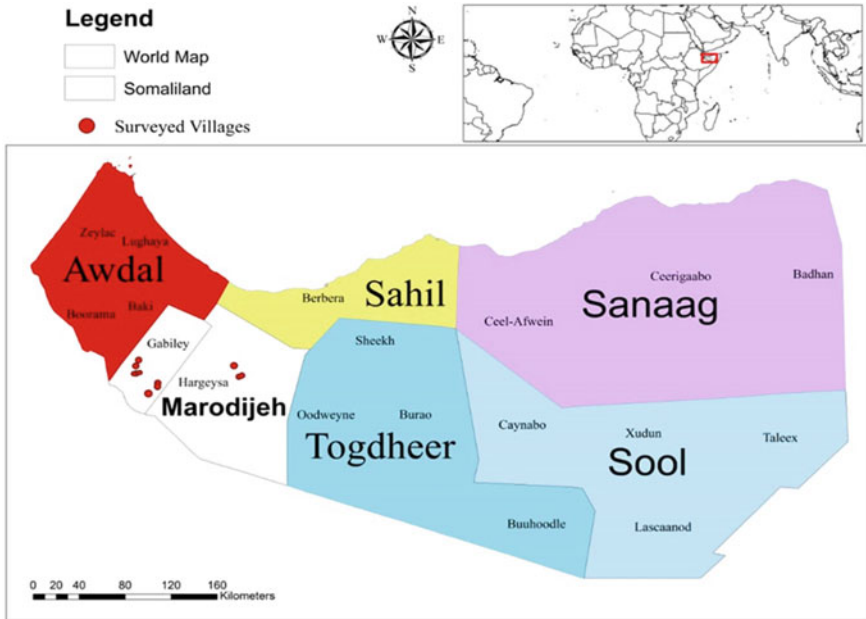 Legend
World Map
Somaliland
Surveyed Villages
N
W E
S
Zeylac
Lughaya
Awdal
Boorama
Baki
Gabiley
Hargeysa
Marodijeh
Berbera
Sahil
Sheekh
Oodweyne
Burao
Togdheer
Buuhoodle
Ceerigaabo
Badhan
Sanaag
Ceel-Afwein
Caynabo
Xudun
Taleex
Sool
Lascaanod
0 20 40 80 120 160
Kilometers